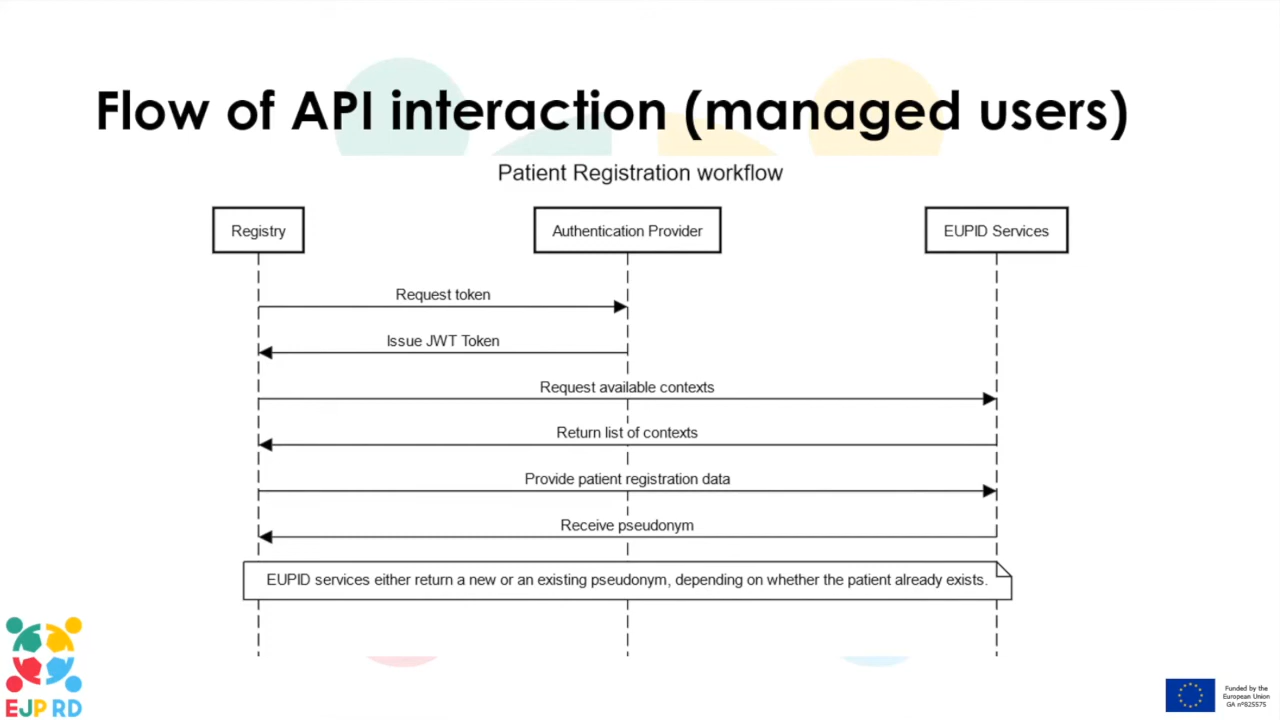 Flow of API interaction (managed users)
Patient Registration workflow
Registry
Authentication Provider
EUPID Services
Request token
Issue JWT Token
Request available contexts
Return list of contexts
Provide patient registration data
Receive pseudonym
EUPID services either return a new or an existing pseudonym, depending on whether the patient already exists.
EJP RD
Funded by the
European Union
GA nº825575